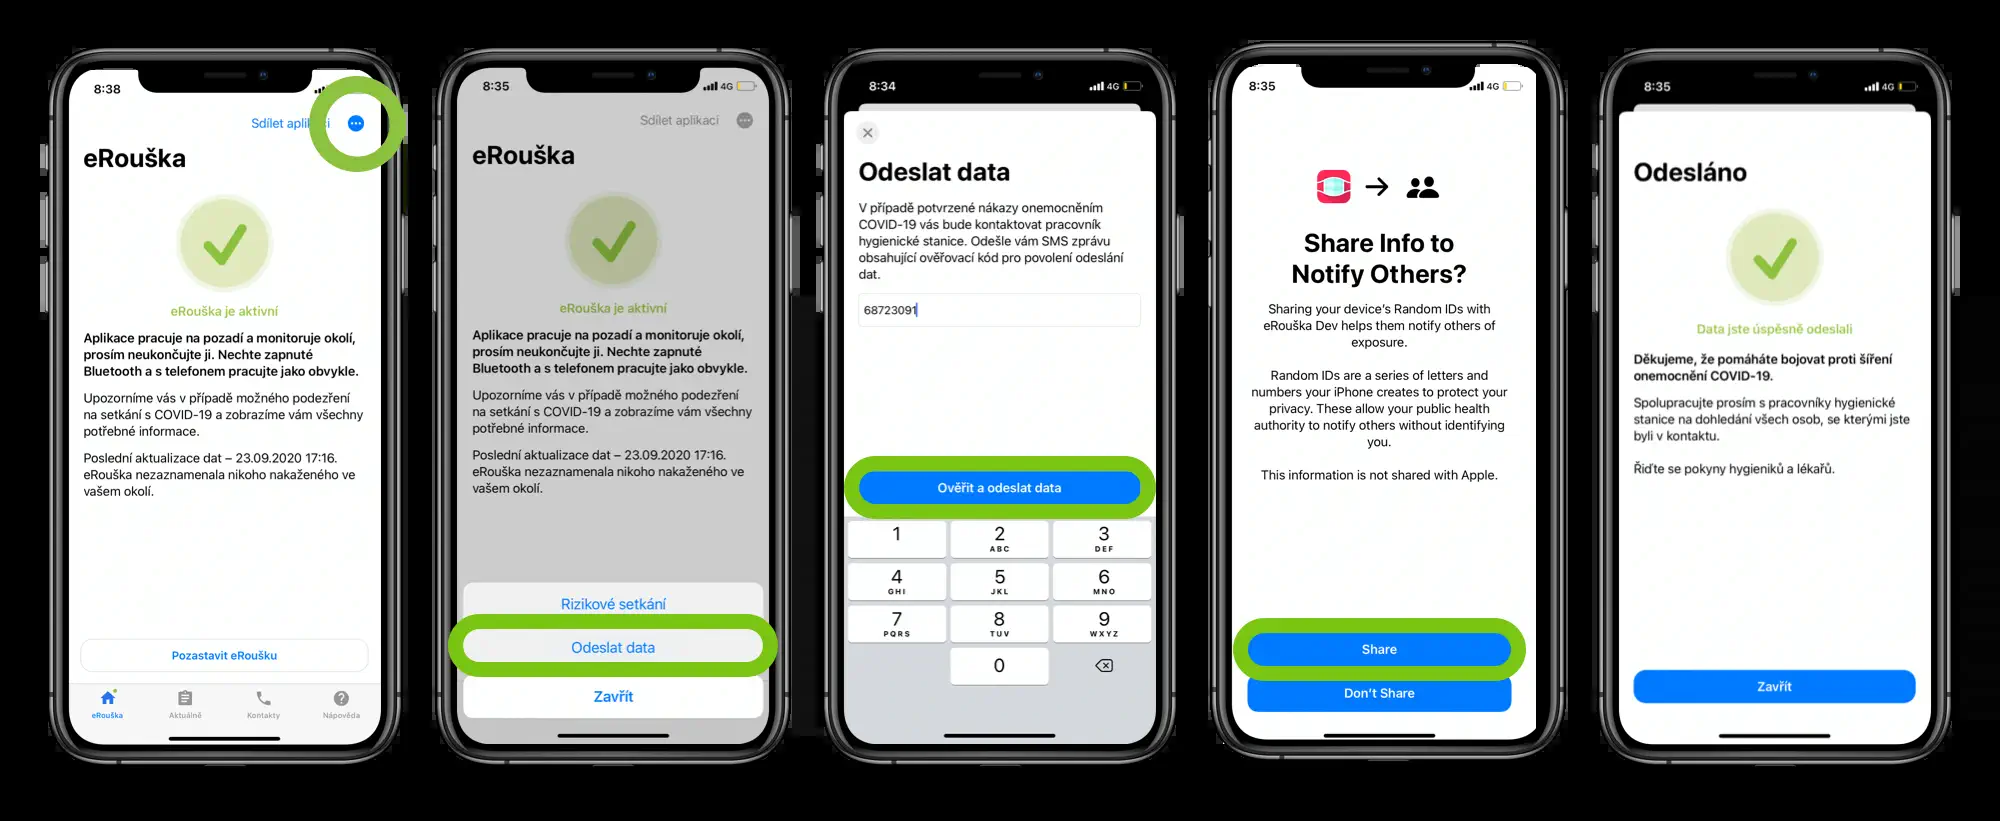 8:38
Sdílet aplikaci
eRouška
eRouška je aktivní
Aplikace pracuje na pozadí a monitoruje okolí,
prosím neukončujte ji. Nechte zapnuté
Bluetooth a s telefonem pracujte jako obvykle.
Upozorníme vás v případě možného podezření
na setkání s COVID-19 a zobrazíme vám všechny
potřebné informace.
Poslední aktualizace dat – 23.09.2020 17:16.
eRouška nezaznamenala nikoho nakaženého ve
vašem okolí.
Pozastavit eRoušku
eRouška
Aktuálně
Kontakty
Nápověda
8:35
4G
Sdílet aplikaci
eRouška
eRouška je aktivní
Aplikace pracuje na pozadí a monitoruje okolí,
prosím neukončujte ji. Nechte zapnuté
Bluetooth a s telefonem pracujte jako obvykle.
Upozorníme vás v případě možného podezření
na setkání s COVID-19 a zobrazíme vám všechny
potřebné informace.
Poslední aktualizace dat – 23.09.2020 17:16.
eRouška nezaznamenala nikoho nakaženého ve
vašem okolí.
Rizikové setkání
Odeslat data
Zavřít
8:34
4G
Odeslat data
V případě potvrzené nákazy onemocněním
COVID-19 vás bude kontaktovat pracovník
hygienické stanice. Odešle vám SMS zprávu
obsahující ověřovací kód pro povolení odeslání
dat.
68723091
Ověřit a odeslat data
1
2
ABC
3
DEF
4
GHI
5
JKL
6
MNO
7
PQRS
8
TUV
9
WXYZ
0
8:35
4G
Share Info to
Notify Others?
Sharing your device’s Random IDs with
eRouška Dev helps them notify others of
exposure.
Random IDs are a series of letters and
numbers your iPhone creates to protect your
privacy. These allow your public health
authority to notify others without identifying
you.
This information is not shared with Apple.
Share
Don’t Share
8:35
4G
Odesláno
Data jste úspěsně odeslali
Děkujeme, že pomáháte bojovat proti šíření
onemocnění COVID-19.
Spolupracujte prosím s pracovníky hygienické
stanice na dohledání všech osob, se kterými jste
byli v kontaktu.
Řiďte se pokyny hygieniků a lékařů.
Zavřít